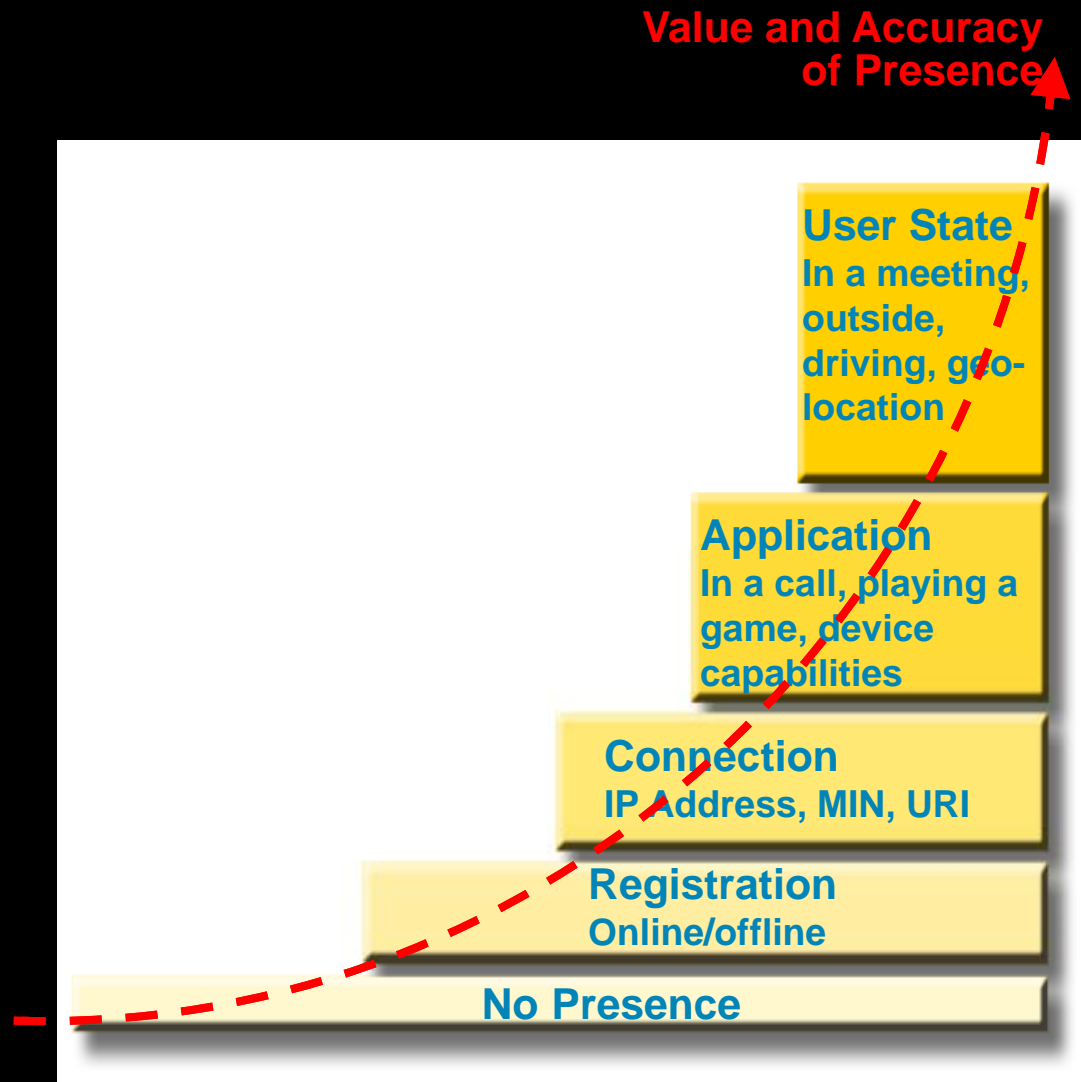 Value and Accuracy
of Presence
User State
In a meeting,
outside,
driving, geo-
location
Application
In a call, playing a
game, device
capabilities
Connection
IP Address, MIN, URI
Registration
Online/offline
No Presence